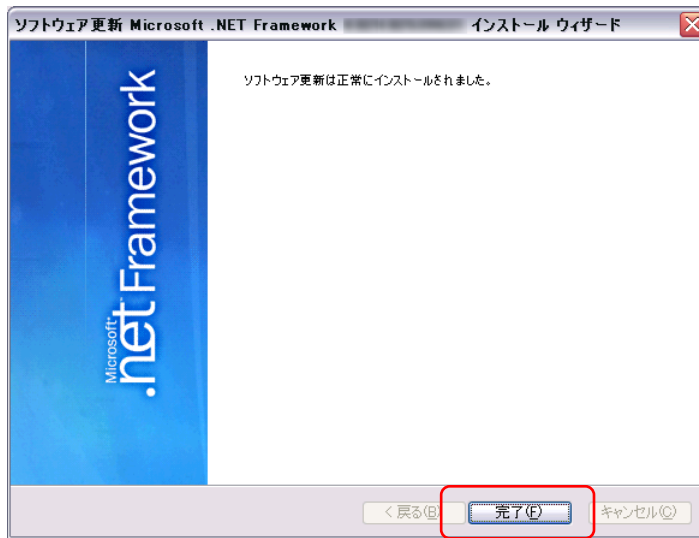 ソフトウェア更新 Microsoft .NET Framework インストール ウィザード
ソフトウェア更新は正常にインストールされました。
Microsoft
.net Framework
< 戻る(B)
完了(F)
キャンセル(C)